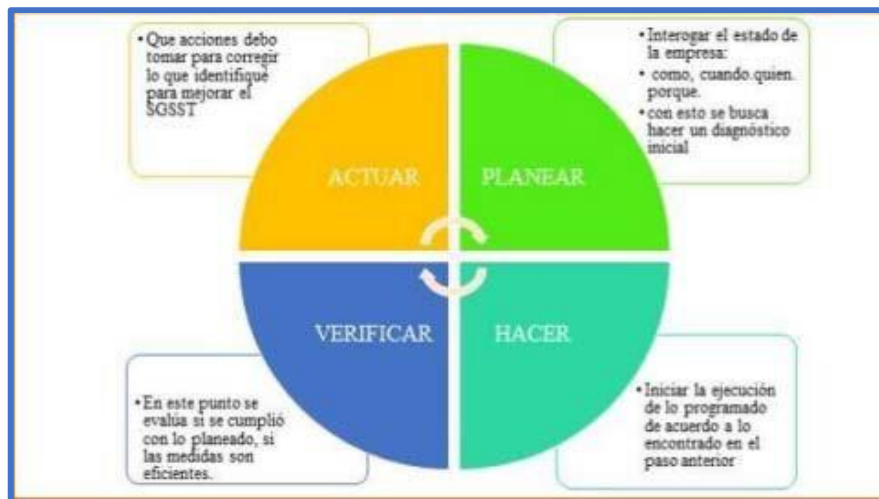 • Que acciones debo
tomar para corregir
lo que identifique
para mejorar el
SGSST
• Interogar el estado de
la empresa:
• como, cuando.quien.
porque.
• con esto se busca
hacer un diagnóstico
inicial
ACTUAR
PLANEAR
VERIFICAR
HACER
• En este punto se
evalúa si se cumplió
con lo planeado, si
las medidas son
eficientes.
• Iniciar la ejecución
de lo programado
de acuerdo a lo
encontrado en el
paso anterior